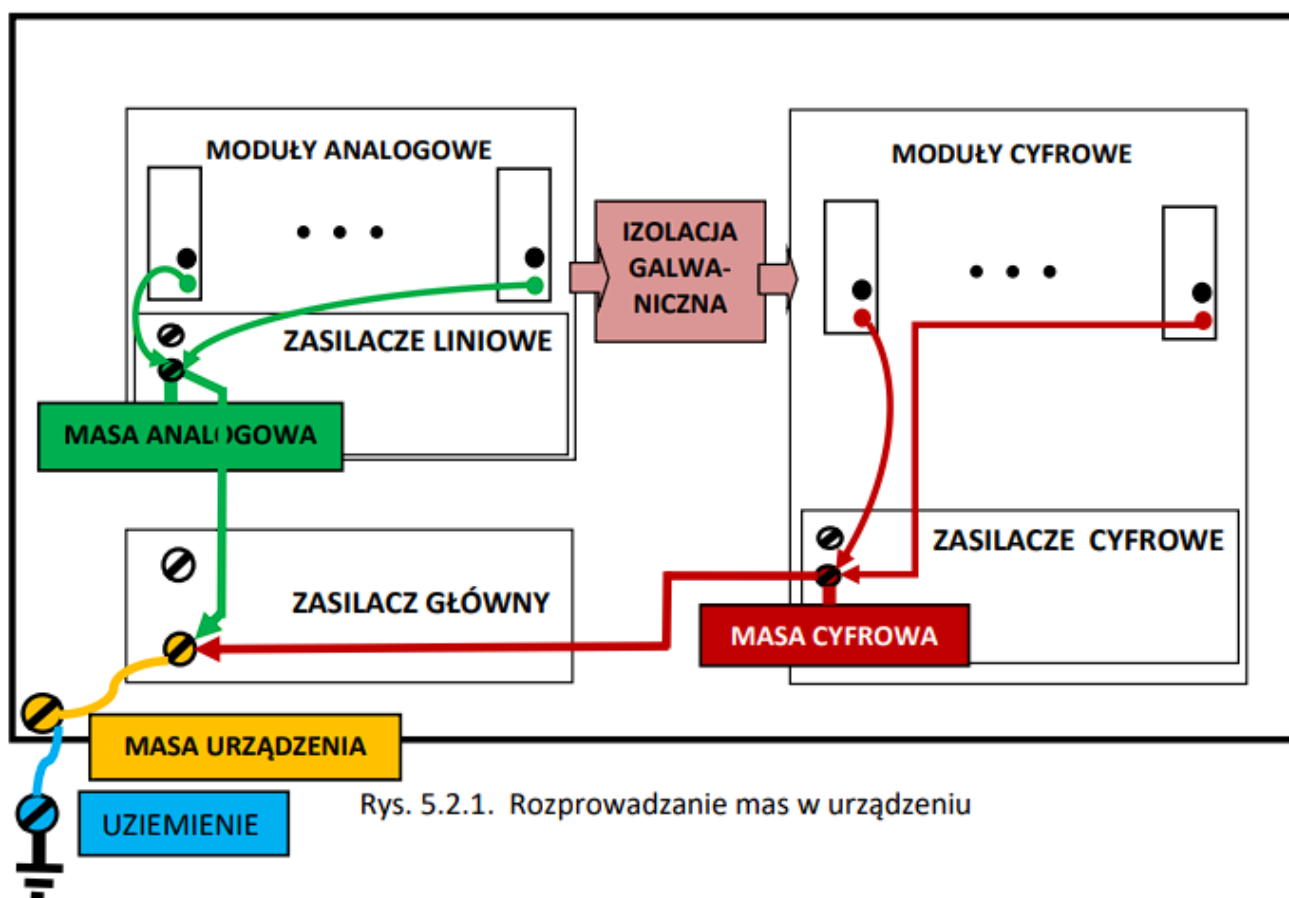 MODUŁY ANALOGOWE
MODUŁY CYFROWE
IZOLACJA
GALWA-
NICZNA
ZASILACZE LINIOWE
MASA ANALOGOWA
ZASILACZE CYFROWE
ZASILACZ GŁÓWNY
MASA CYFROWA
MASA URZĄDZENIA
UZIEMIENIE
Rys. 5.2.1. Rozprowadzanie mas w urządzeniu